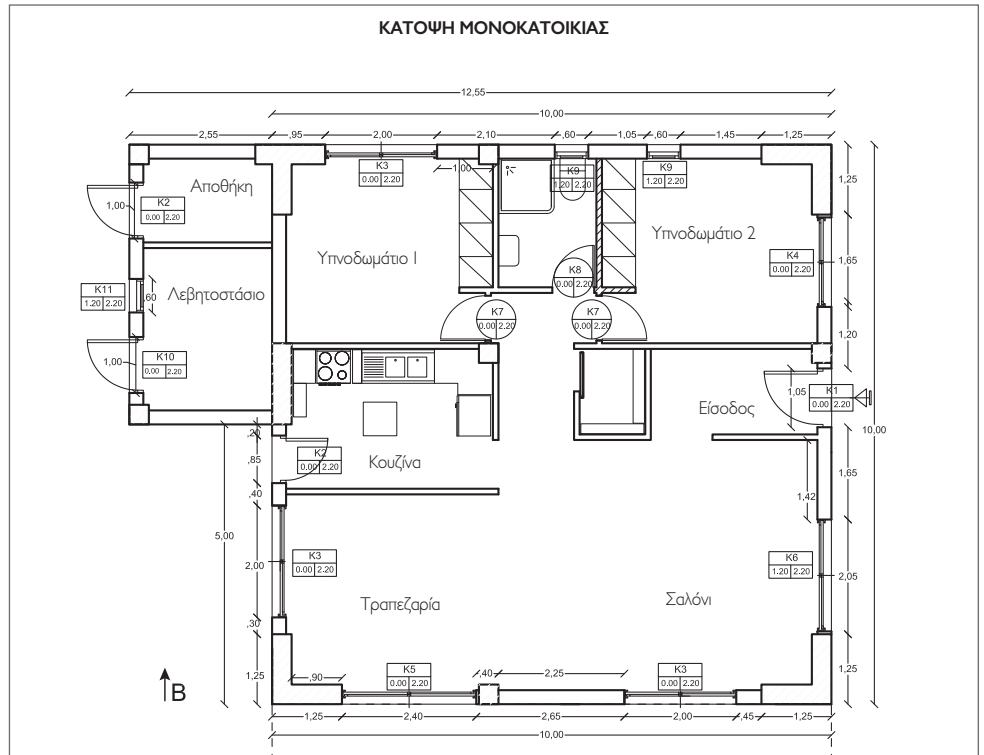 ΚΑΤΟΨΗ ΜΟΝΟΚΑΤΟΙΚΙΑΣ
12,55
10,00
2,55 ,95 2,00 2,10 ,60 1,05 ,60 1,45 1,25
K3
0.00 2.20
1,00
K9
1.20 2.20
K9
1.20 2.20
1,25
Αποθήκη
K2
0.00 2.20
1,00
Υπνοδωμάτιο 1
Υπνοδωμάτιο 2
K4
0.00 2.20
1,65
K8
0.00 2.20
K11
1.20 2.20
,60
Λεβητοστάσιο
K7
0.00 2.20
K7
0.00 2.20
1,20
K10
0.00 2.20
1,00
1,05
K1
0.00 2.20
Είσοδος
10,00
,20
K2
0.00 2.20
,85
Κουζίνα
,40
1,65
1,42
5,00
K3
0.00 2.20
2,00
K6
1.20 2.20
2,05
Τραπεζαρία
Σαλόνι
,30
1,25
,90
K5
0.00 2.20
,40
2,25
K3
0.00 2.20
1,25
Β
1,25 2,40 2,65 2,00 ,45 1,25
10,00